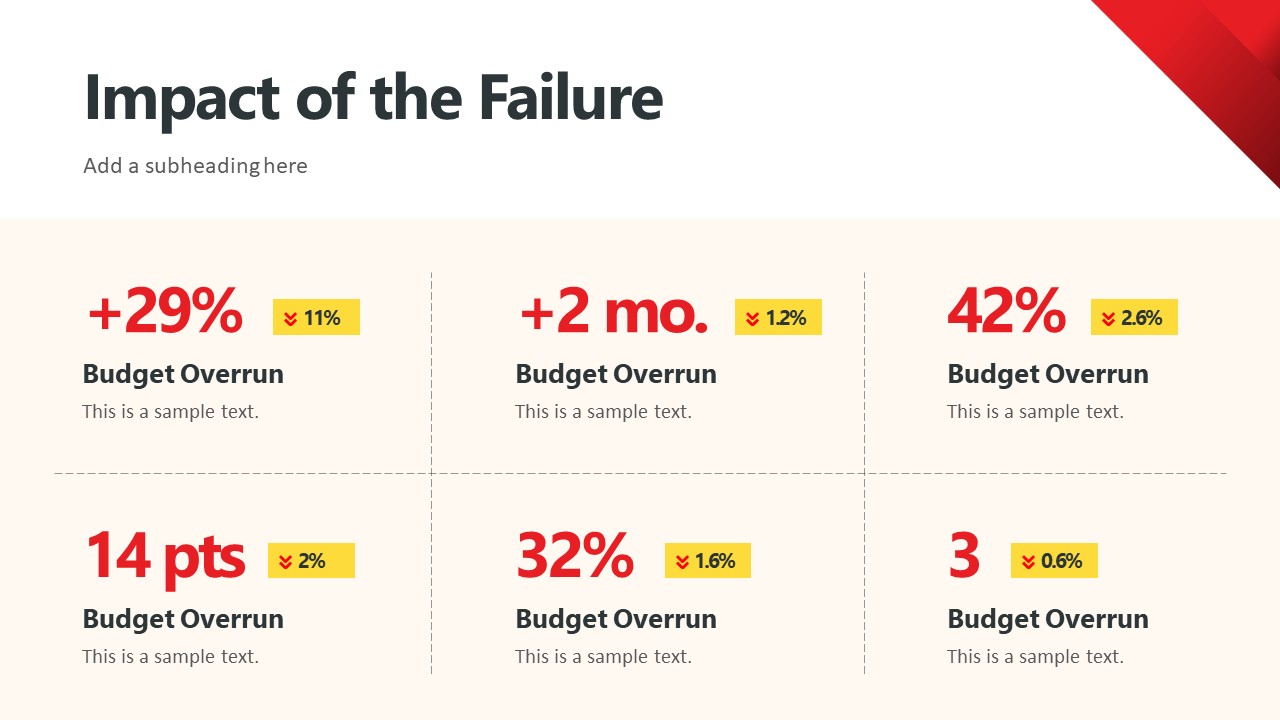 Impact of the Failure
Add a subheading here
+29% 11%
Budget Overrun
This is a sample text.
+2 mo. 1.2%
Budget Overrun
This is a sample text.
42% 2.6%
Budget Overrun
This is a sample text.
14 pts 2%
Budget Overrun
This is a sample text.
32% 1.6%
Budget Overrun
This is a sample text.
3 0.6%
Budget Overrun
This is a sample text.